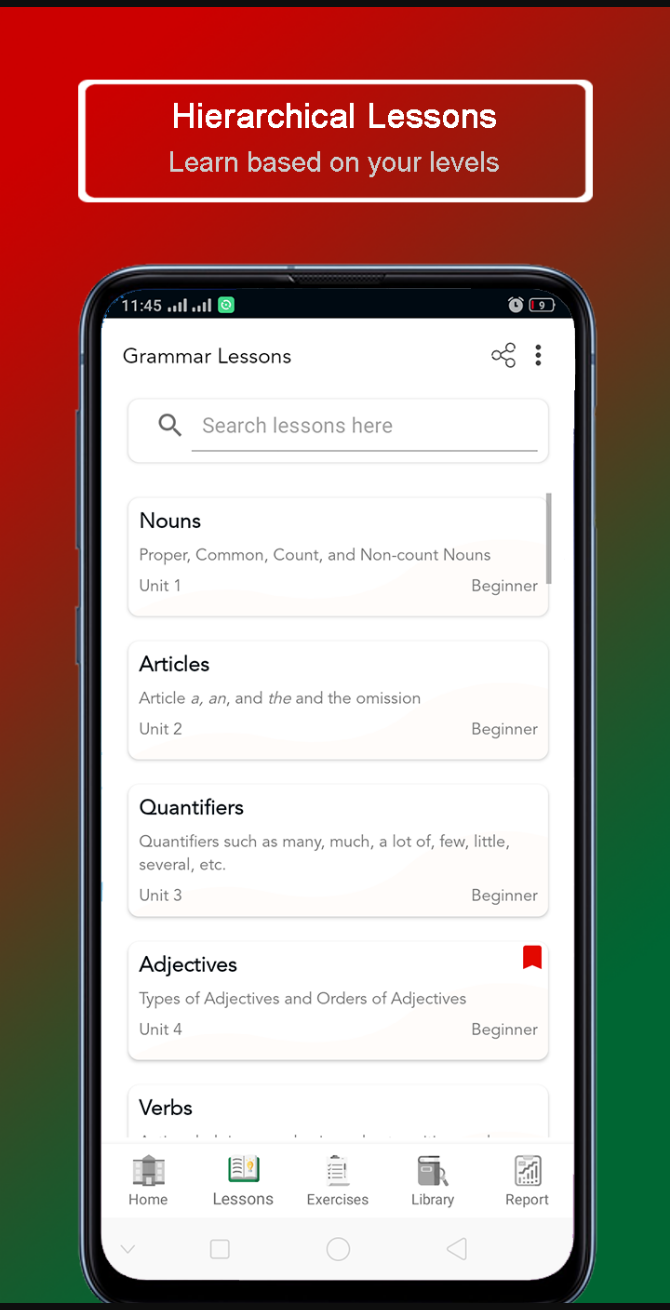 Hierarchical Lessons
Learn based on your levels
11:45
9
Grammar Lessons
Search lessons here
Nouns
Proper, Common, Count, and Non-count Nouns
Unit 1 Beginner
Articles
Article a, an, and the and the omission
Unit 2 Beginner
Quantifiers
Quantifiers such as many, much, a lot of, few, little,
several, etc.
Unit 3 Beginner
Adjectives
Types of Adjectives and Orders of Adjectives
Unit 4 Beginner
Verbs
Home Lessons Exercises Library Report